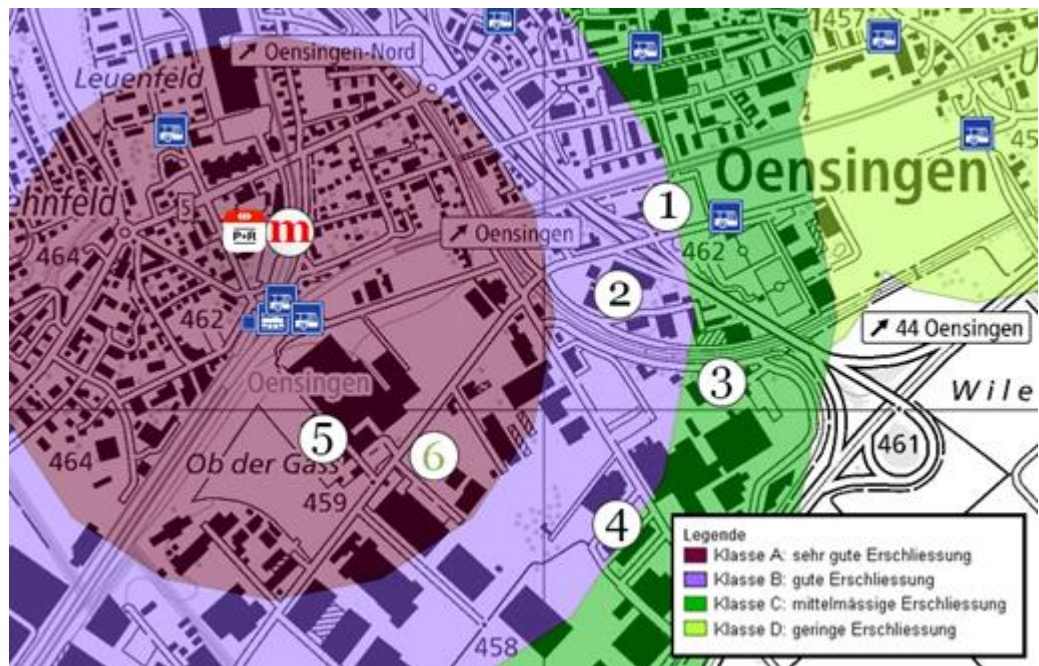 457
Oensingen-Nord
Leuenfeld
5
ehnfeld
Oensingen
464
P+R
m
Oensingen
1
462
2
462
44 Oensingen
Oensingen
3
Wile
5
6
461
464
Ob der Gass
459
4
458
Legende
Klasse A: sehr gute Erschliessung
Klasse B: gute Erschliessung
Klasse C: mittelmässige Erschliessung
Klasse D: geringe Erschliessung